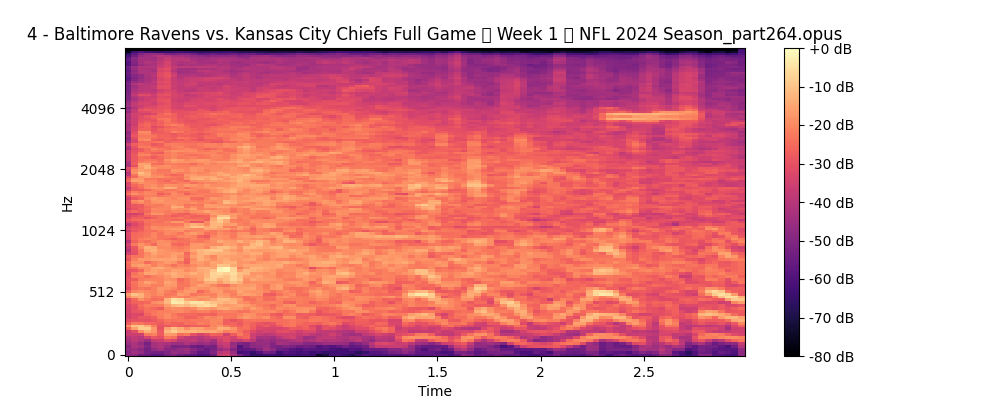 4 - Baltimore Ravens vs. Kansas City Chiefs Full Game ▯ Week 1 ▯ NFL 2024 Season_part264.opus
+0 dB
-10 dB
-20 dB
-30 dB
-40 dB
-50 dB
-60 dB
-70 dB
-80 dB
4096
2048
1024
512
0
Hz
0
0.5
1
1.5
2
2.5
Time